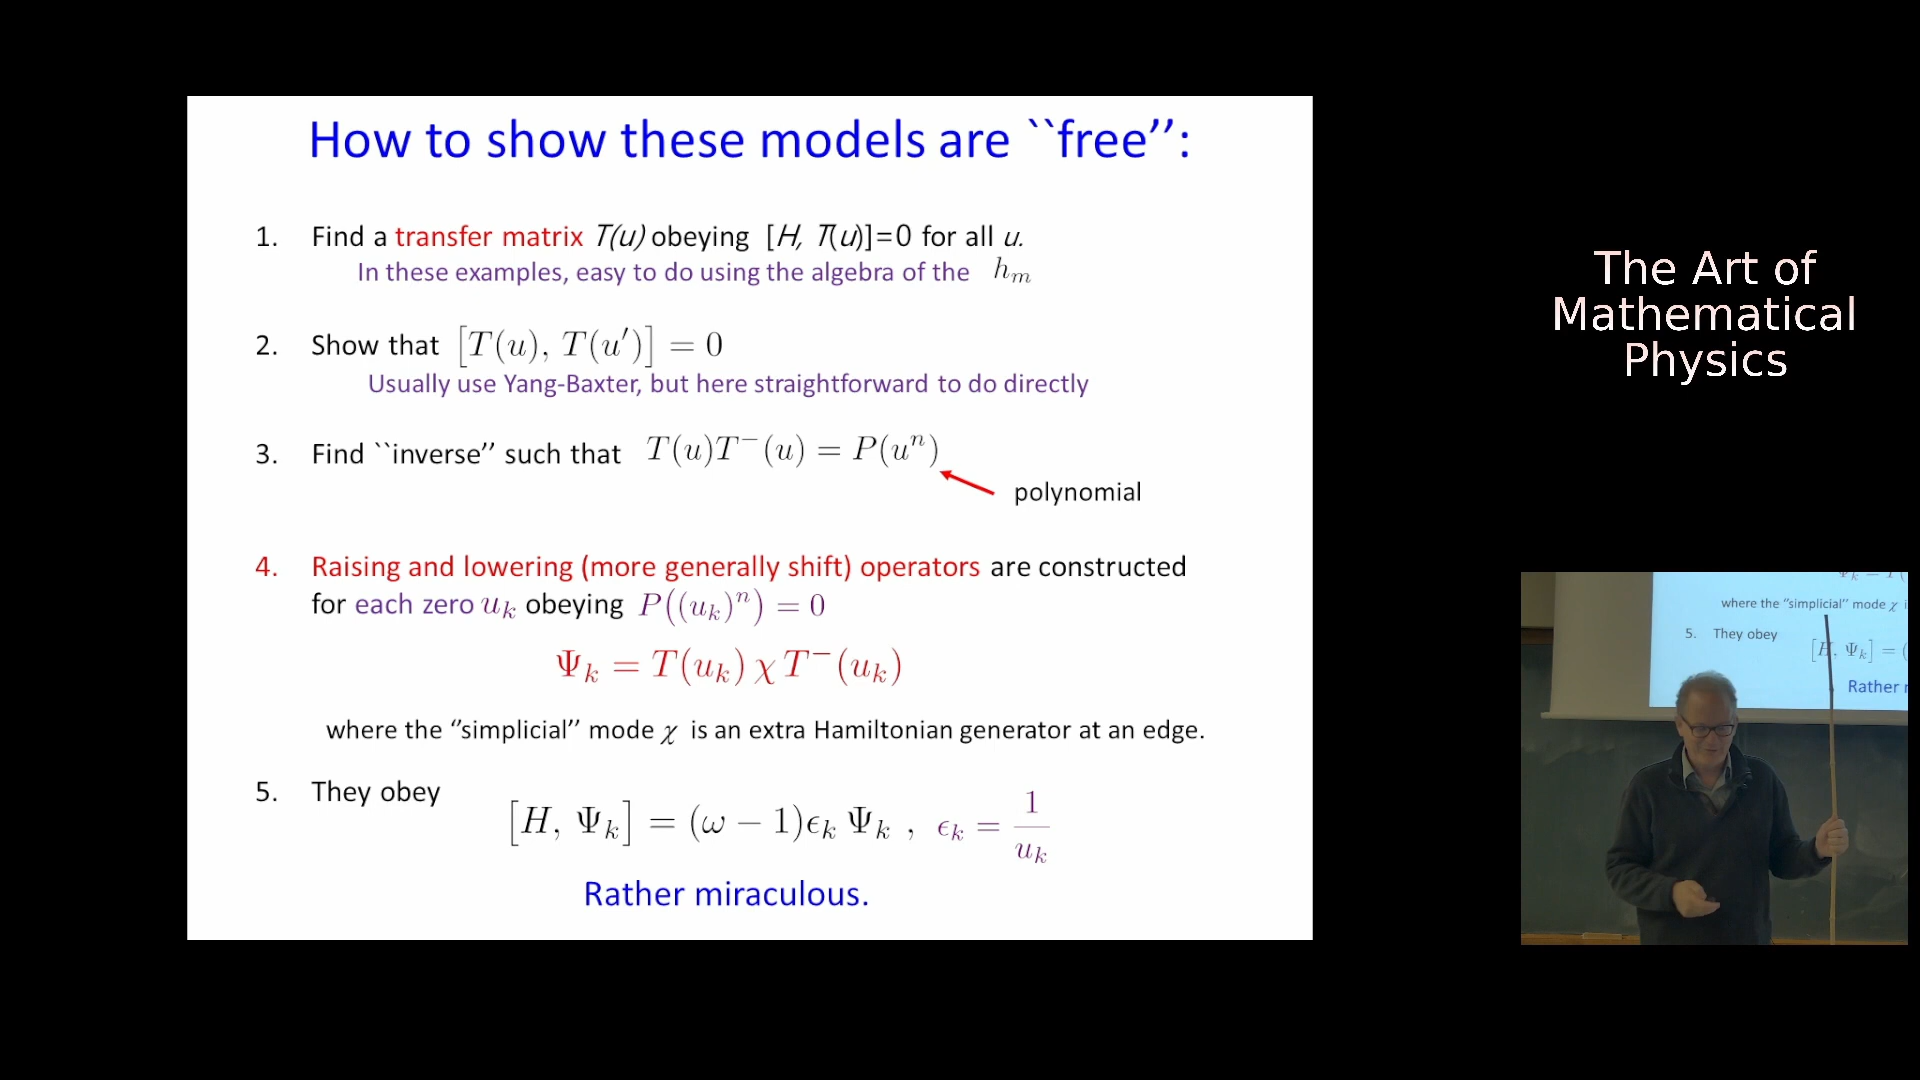 How to show these models are ``free’’:
1. Find a transfer matrix T(u) obeying [H, T(u)]=0 for all u.
In these examples, easy to do using the algebra of the h_m
2. Show that [T(u), T(u′)] = 0
Usually use Yang-Baxter, but here straightforward to do directly
3. Find ``inverse’’ such that T(u)T⁻(u) = P(uⁿ)
polynomial
4. Raising and lowering (more generally shift) operators are constructed
for each zero u_k obeying P((u_k)ⁿ) = 0
Ψ_k = T(u_k) χ T⁻(u_k)
where the ‘’simplicial’’ mode χ is an extra Hamiltonian generator at an edge.
5. They obey
[H, Ψ_k] = (ω − 1)ϵ_k Ψ_k , ϵ_k = 1/u_k
Rather miraculous.
The Art of
Mathematical
Physics
where the ‘’simplicial’’ mode χ i
5. They obey
[H, Ψ_k] = (
Rather